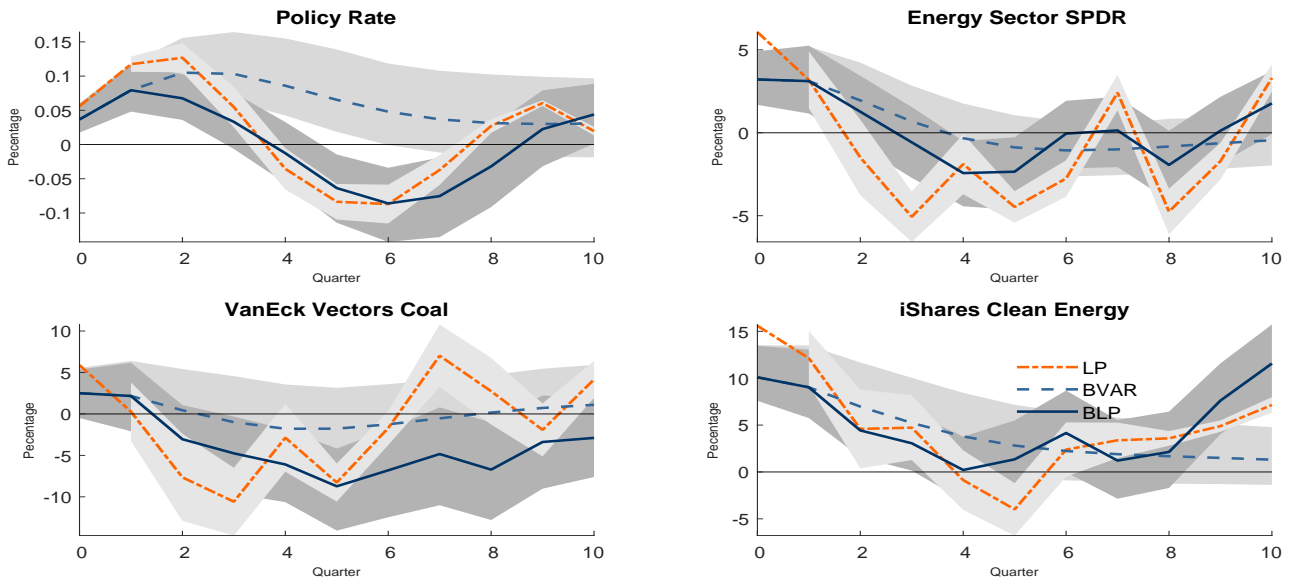 Policy Rate
0.15
0.1
0.05
0
-0.05
-0.1
Pecentage
0 2 4 6 8 10
Quarter
Energy Sector SPDR
5
0
-5
Pecentage
0 2 4 6 8 10
Quarter
VanEck Vectors Coal
10
5
0
-5
-10
Pecentage
0 2 4 6 8 10
Quarter
iShares Clean Energy
15
10
5
0
-5
Pecentage
LP
BVAR
BLP
0 2 4 6 8 10
Quarter